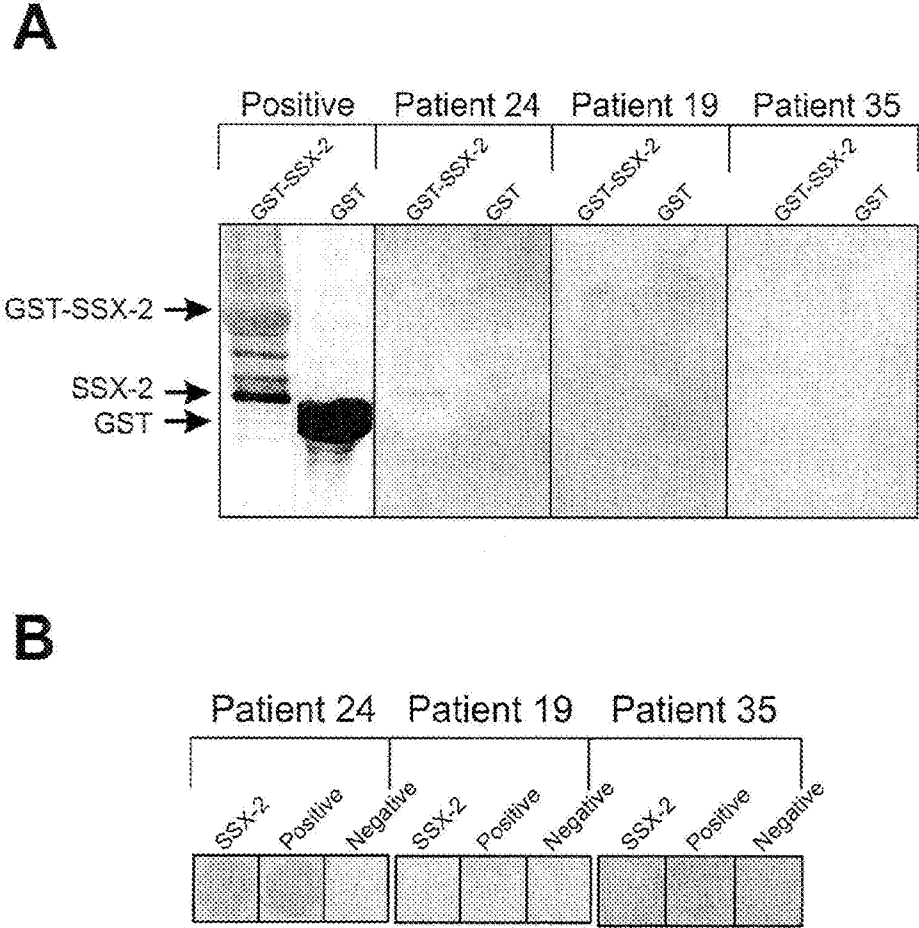 A
Positive Patient 24 Patient 19 Patient 35
GST-SSX-2 GST GST-SSX-2 GST GST-SSX-2 GST GST-SSX-2 GST
GST-SSX-2
SSX-2
GST
B
Patient 24 Patient 19 Patient 35
SSX-2 Positive Negative SSX-2 Positive Negative SSX-2 Positive Negative